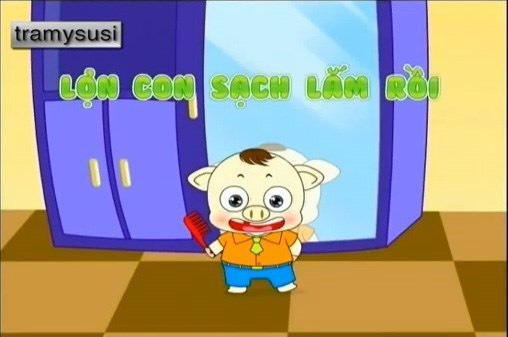 tramysusi
LỢN CON SẠCH LẮM RỒI